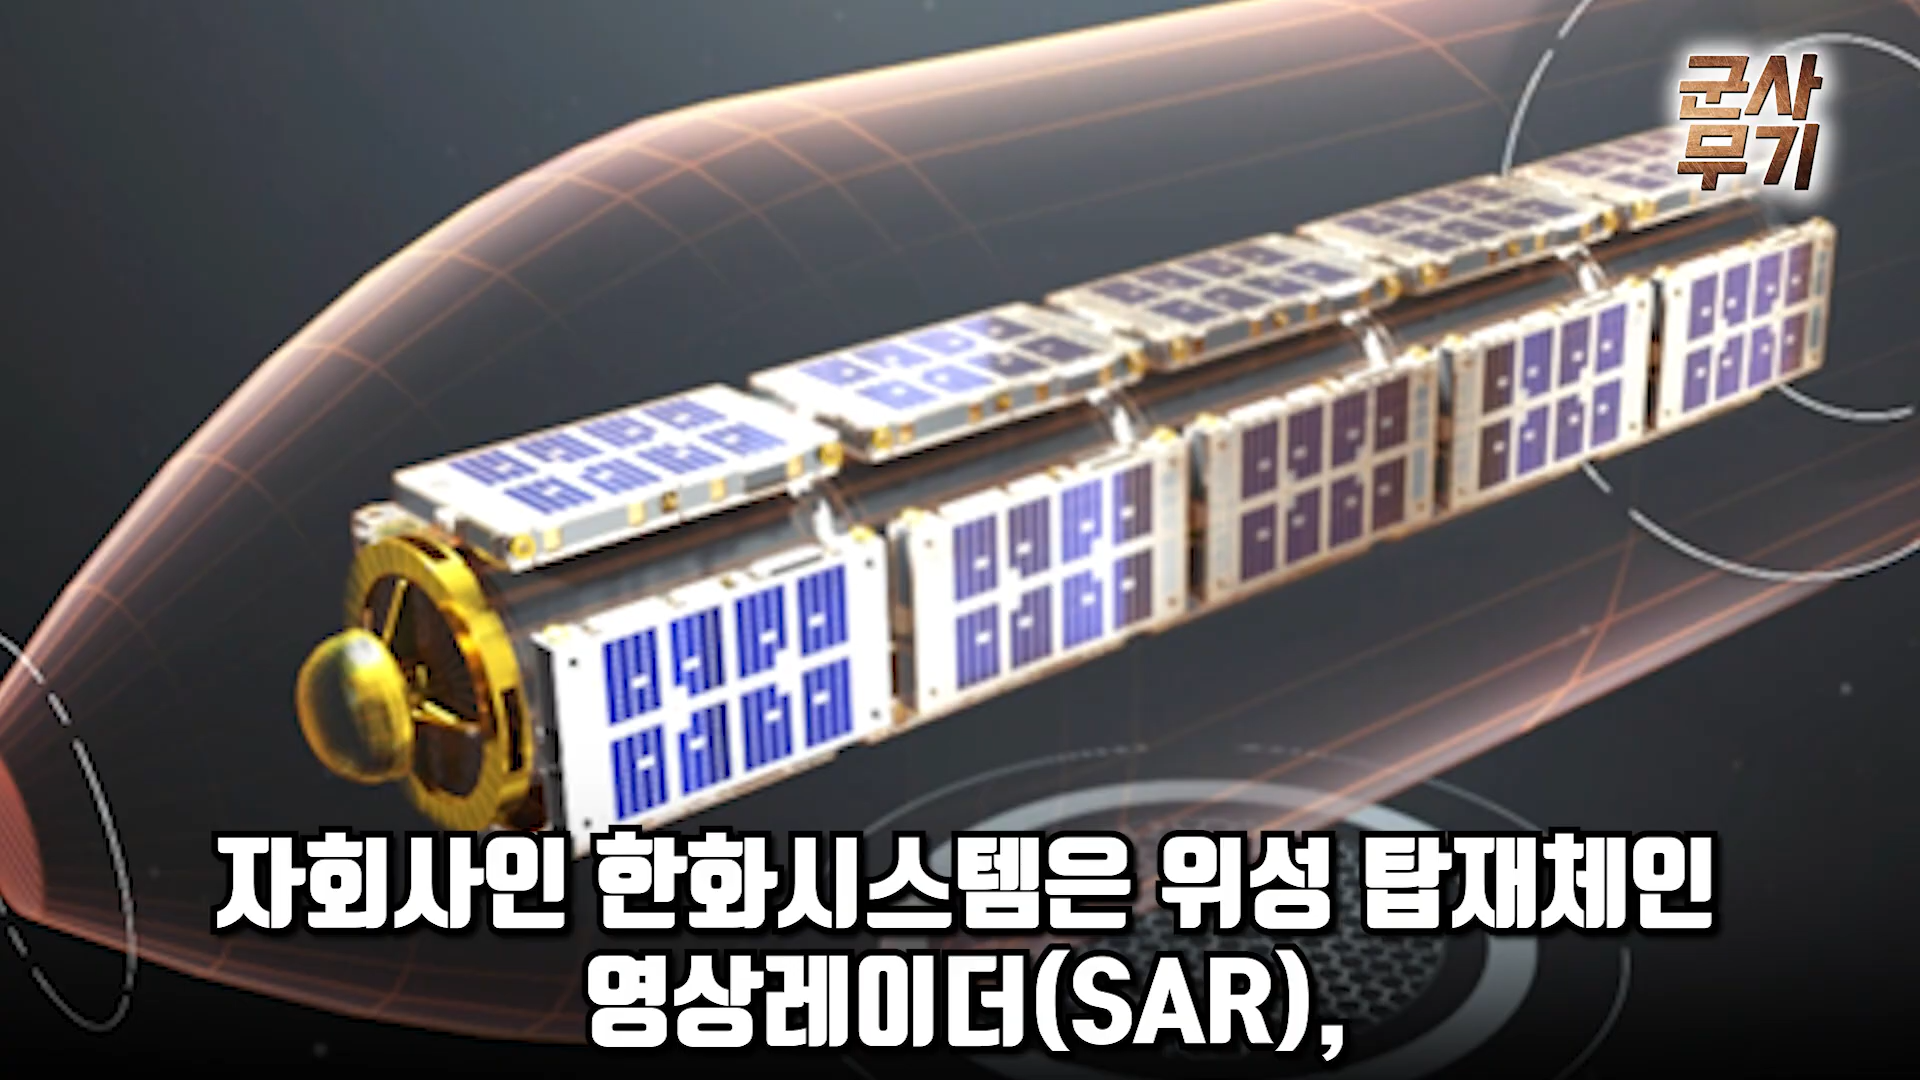 군사
무기
자회사인 한화시스템은 위성 탑재체인
영상레이더(SAR),